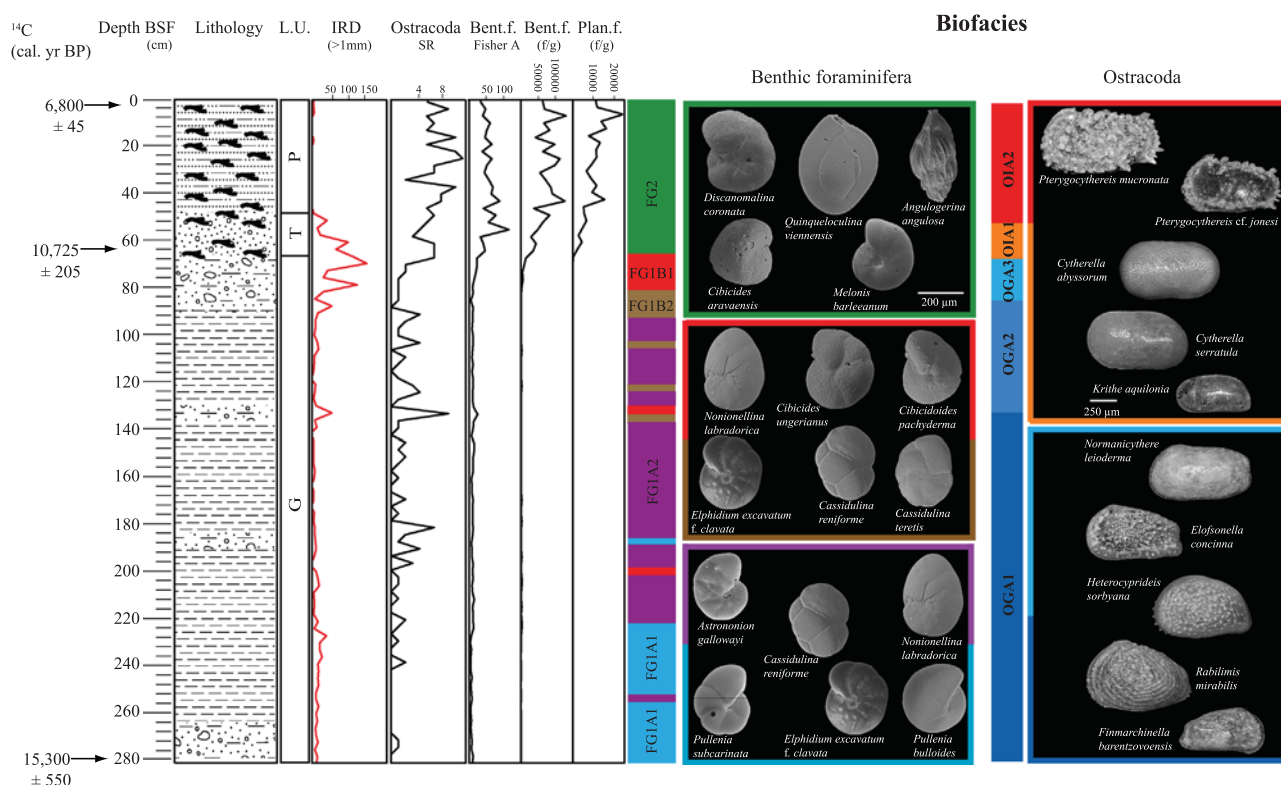 Biofacies
14C
(cal. yr BP)
Depth BSF
(cm)
Lithology
L.U.
IRD
(>1mm)
Ostracoda
SR
Bent.f.
Fisher A
Bent.f.
(f/g)
Plan.f.
(f/g)
Benthic foraminifera
Ostracoda
50 100 150
4 8
50 100
50000
100000
10000
20000
6,800
± 45
10,725
± 205
15,300
± 550
0
20
40
60
80
100
120
140
160
180
200
220
240
260
280
P
T
G
FG2
FG1B1
FG1B2
FG1A2
FG1A1
FG1A1
Discanomalina
coronata
Quinqueloculina
viennensis
Angulogerina
angulosa
Cibicides
aravaensis
Melonis
barleeanum
200 µm
Nonionellina
labradorica
Cibicides
ungerianus
Cibicidoides
pachyderma
Elphidium excavatum
f. clavata
Cassidulina
reniforme
Cassidulina
teretis
Astrononion
gallowayi
Cassidulina
reniforme
Nonionellina
labradorica
Pullenia
subcarinata
Elphidium excavatum
f. clavata
Pullenia
bulloides
OIA2
OIA1
OGA3
OGA2
OGA1
Pterygocythereis mucronata
Pterygocythereis cf. jonesi
Cytherella
abyssorum
Cytherella
serratula
Krithe aquilonia
250 µm
Normanicythere
leioderma
Elofsonella
concinna
Heterocyprideis
sorbyana
Rabilimis
mirabilis
Finmarchinella
barentzovoensis